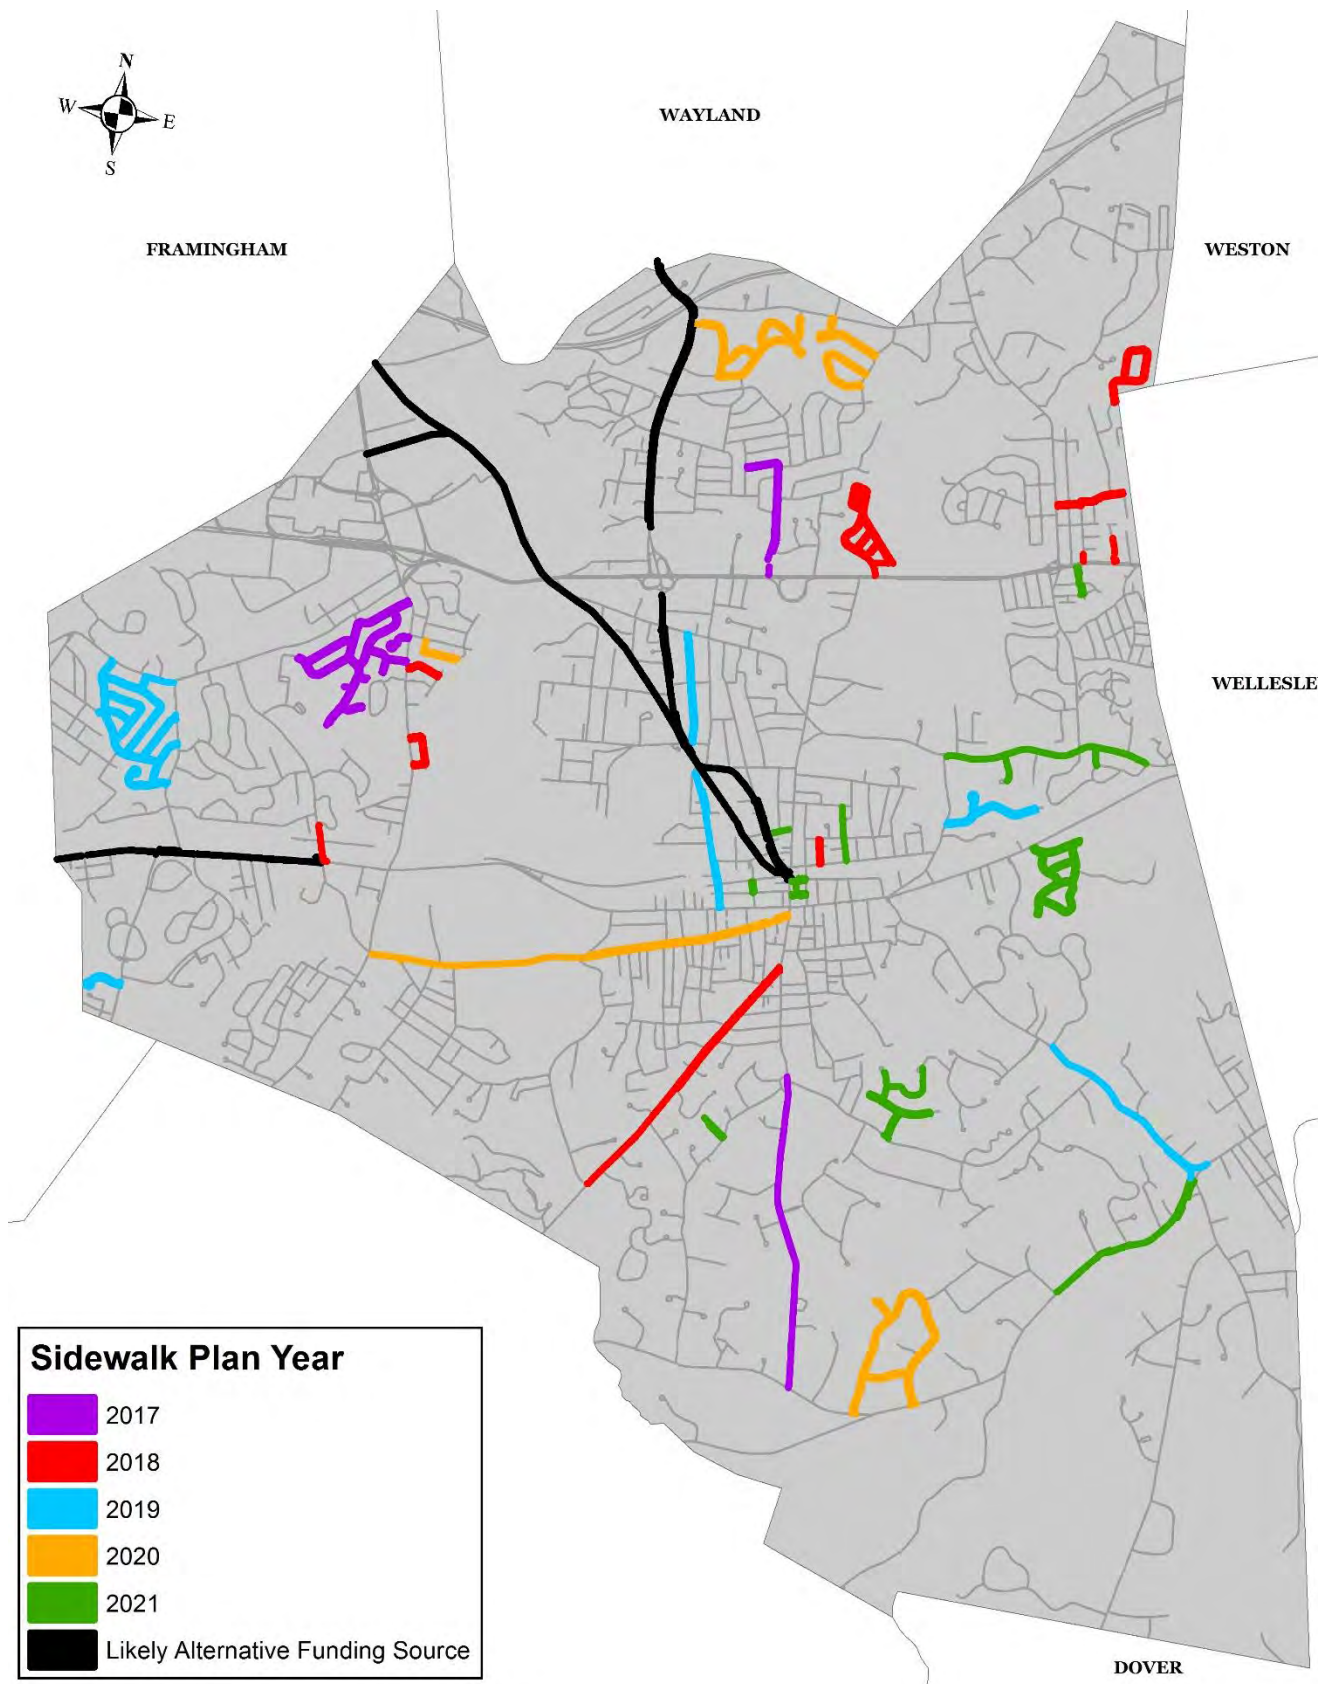 N
W
E
S
WAYLAND
FRAMINGHAM
WESTON
WELLESLE
Sidewalk Plan Year
2017
2018
2019
2020
2021
Likely Alternative Funding Source
DOVER